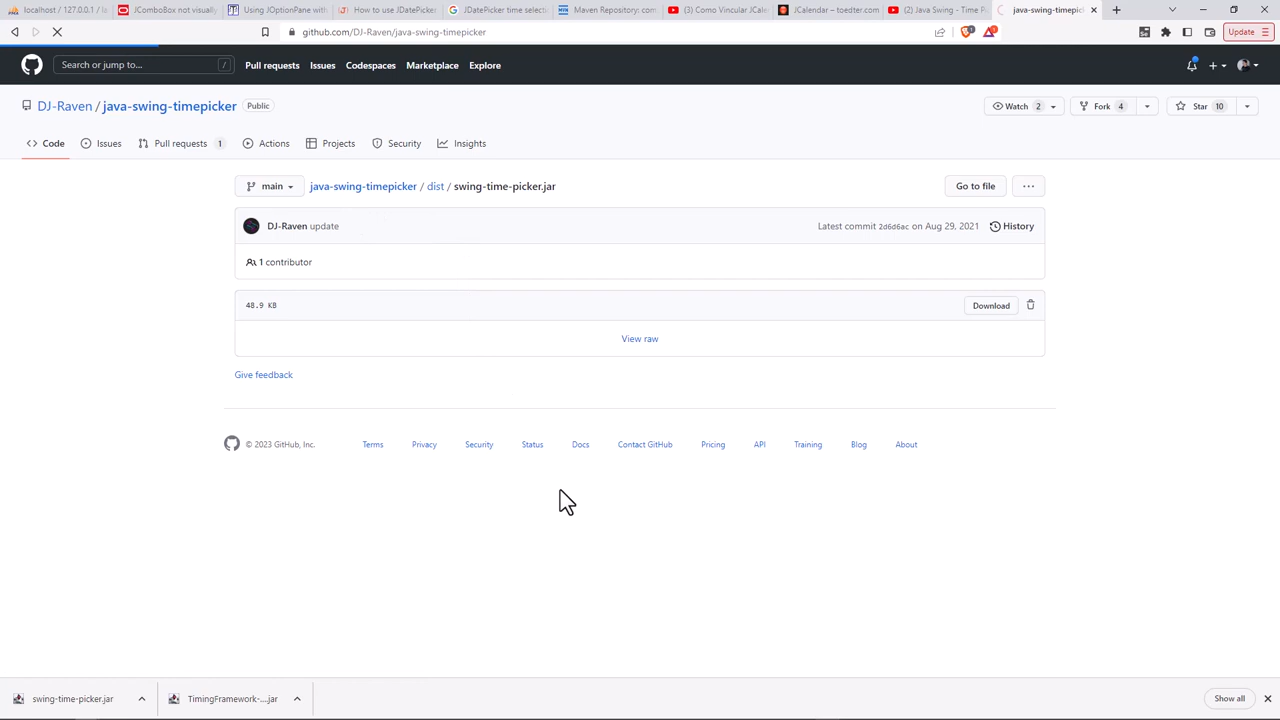 localhost / 127.0.0.1 / la
JComboBox not visually
Using JOptionPane with
How to use JDatePicker
JDatePicker time selecti
Maven Repository: com
(3) Como Vincular JCale
JCalendar – toedter.com
(2) Java Swing - Time P
java-swing-timepicker
github.com/DJ-Raven/java-swing-timepicker
Update
Search or jump to...
/
Pull requests
Issues
Codespaces
Marketplace
Explore
DJ-Raven / java-swing-timepicker
Public
Watch 2
Fork 4
Star 10
Code
Issues
Pull requests 1
Actions
Projects
Security
Insights
main
java-swing-timepicker / dist / swing-time-picker.jar
Go to file
DJ-Raven update
Latest commit 2d6d6ac on Aug 29, 2021
History
1 contributor
48.9 KB
Download
View raw
Give feedback
© 2023 GitHub, Inc.
Terms
Privacy
Security
Status
Docs
Contact GitHub
Pricing
API
Training
Blog
About
swing-time-picker.jar
TimingFramework-....jar
Show all